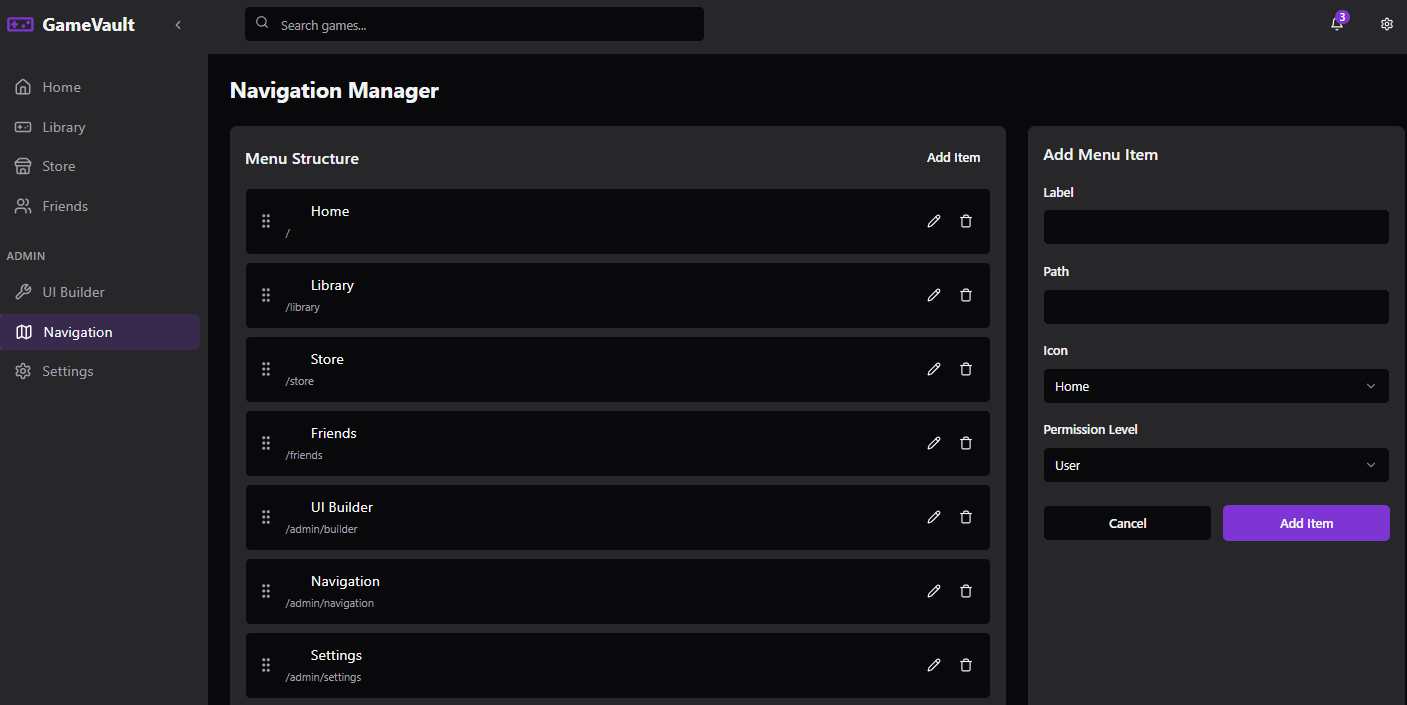 GameVault
Search games...
3
Home
Library
Store
Friends
ADMIN
UI Builder
Navigation
Settings
Navigation Manager
Menu Structure
Add Item
Home
/
Library
/library
Store
/store
Friends
/friends
UI Builder
/admin/builder
Navigation
/admin/navigation
Settings
/admin/settings
Add Menu Item
Label
Path
Icon
Home
Permission Level
User
Cancel
Add Item